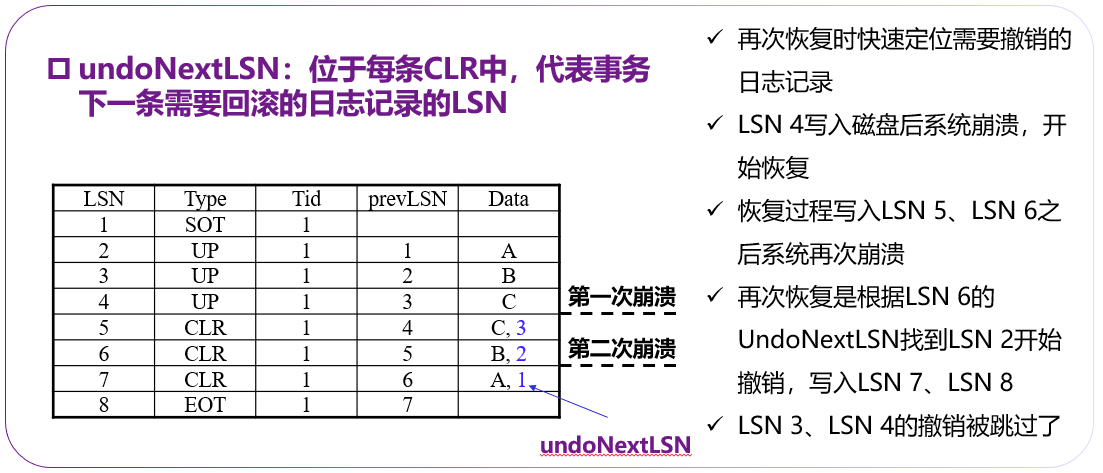 undoNextLSN：位于每条CLR中，代表事务
下一条需要回滚的日志记录的LSN
LSN Type Tid prevLSN Data
1 SOT 1
2 UP 1 1 A
3 UP 1 2 B
4 UP 1 3 C
5 CLR 1 4 C, 3
6 CLR 1 5 B, 2
7 CLR 1 6 A, 1
8 EOT 1 7
第一次崩溃
第二次崩溃
undoNextLSN
✓ 再次恢复时快速定位需要撤销的
日志记录
✓ LSN 4写入磁盘后系统崩溃，开
始恢复
✓ 恢复过程写入LSN 5、LSN 6之
后系统再次崩溃
✓ 再次恢复是根据LSN 6的
UndoNextLSN找到LSN 2开始
撤销，写入LSN 7、LSN 8
✓ LSN 3、LSN 4的撤销被跳过了